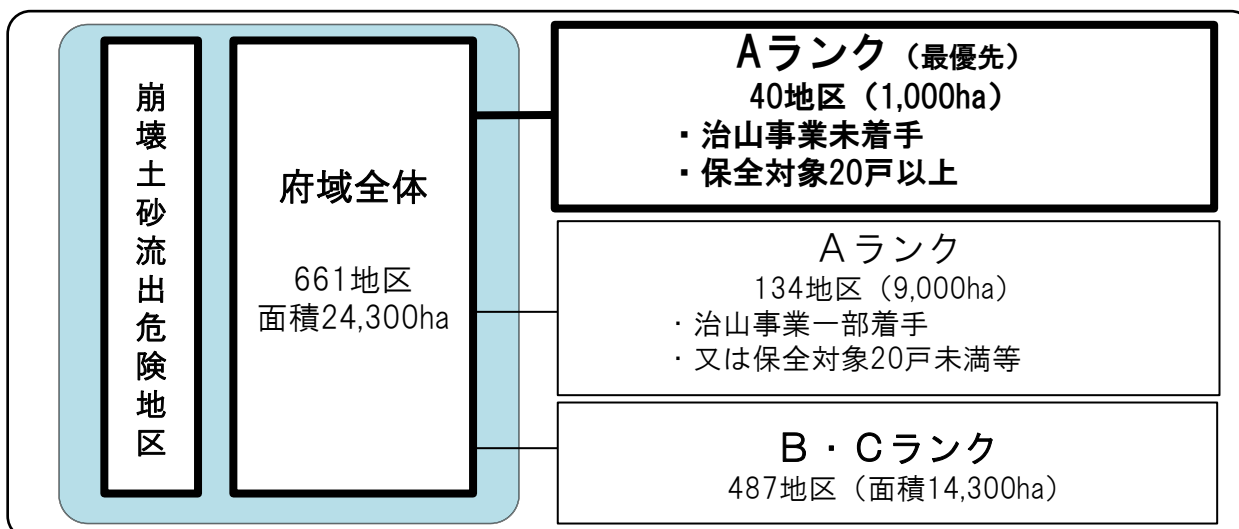 崩壊土砂流出危険地区
府域全体
661地区
面積24,300ha
Aランク（最優先）
40地区（1,000ha）
・治山事業未着手
・保全対象20戸以上
Aランク
134地区（9,000ha）
・治山事業一部着手
・又は保全対象20戸未満等
B・Cランク
487地区（面積14,300ha）